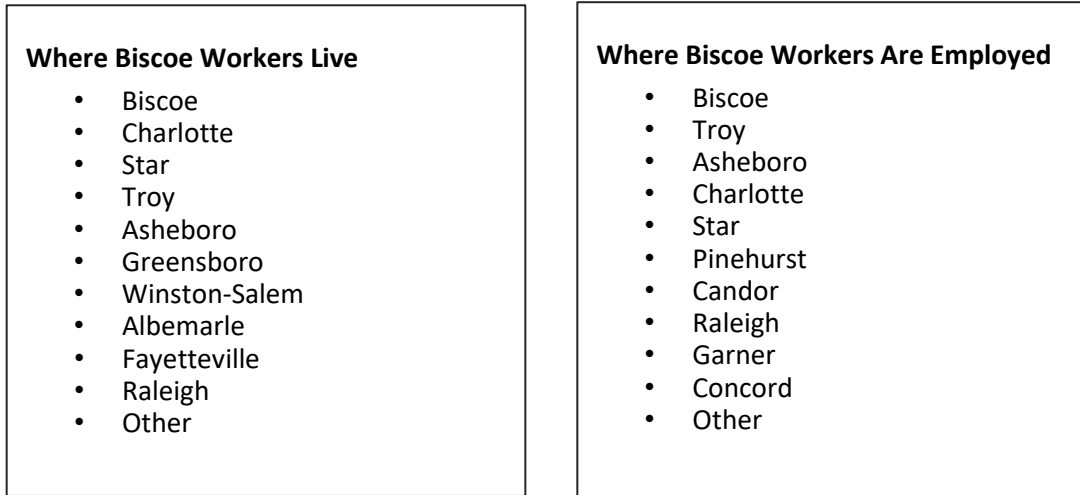 Where Biscoe Workers Live
• Biscoe
• Charlotte
• Star
• Troy
• Asheboro
• Greensboro
• Winston-Salem
• Albemarle
• Fayetteville
• Raleigh
• Other
Where Biscoe Workers Are Employed
• Biscoe
• Troy
• Asheboro
• Charlotte
• Star
• Pinehurst
• Candor
• Raleigh
• Garner
• Concord
• Other